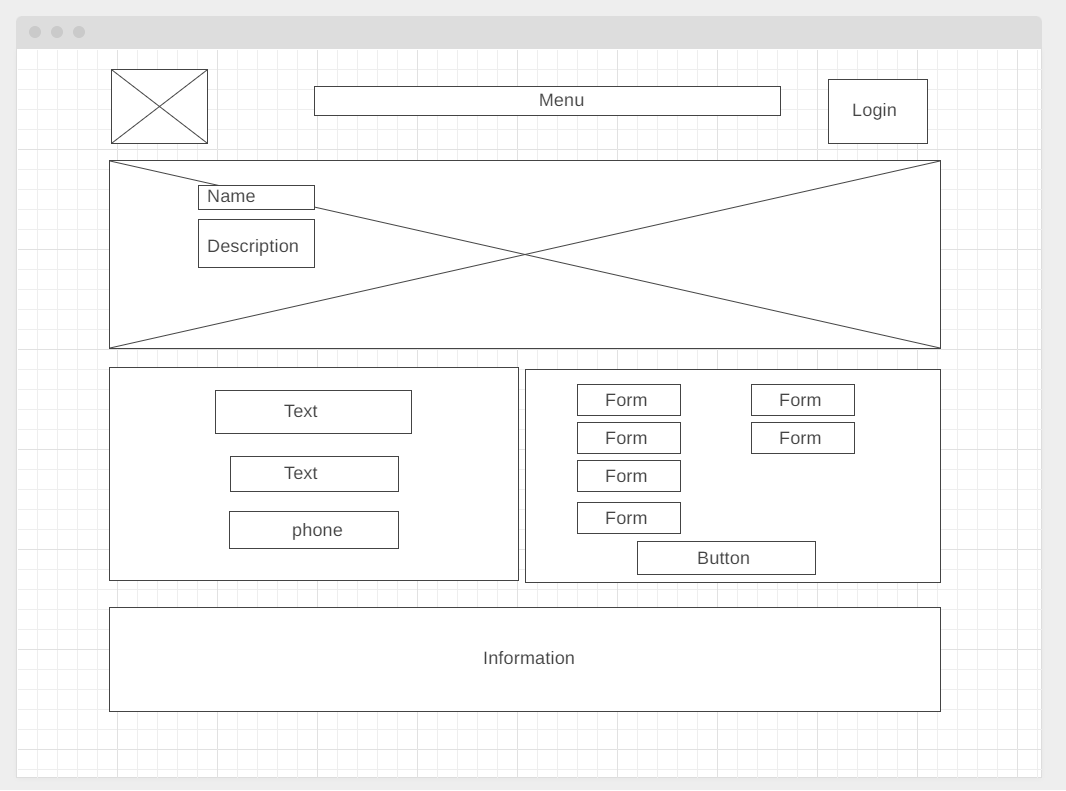 Menu
Login
Name
Description
Text
Text
phone
Form
Form
Form
Form
Form
Form
Button
Information